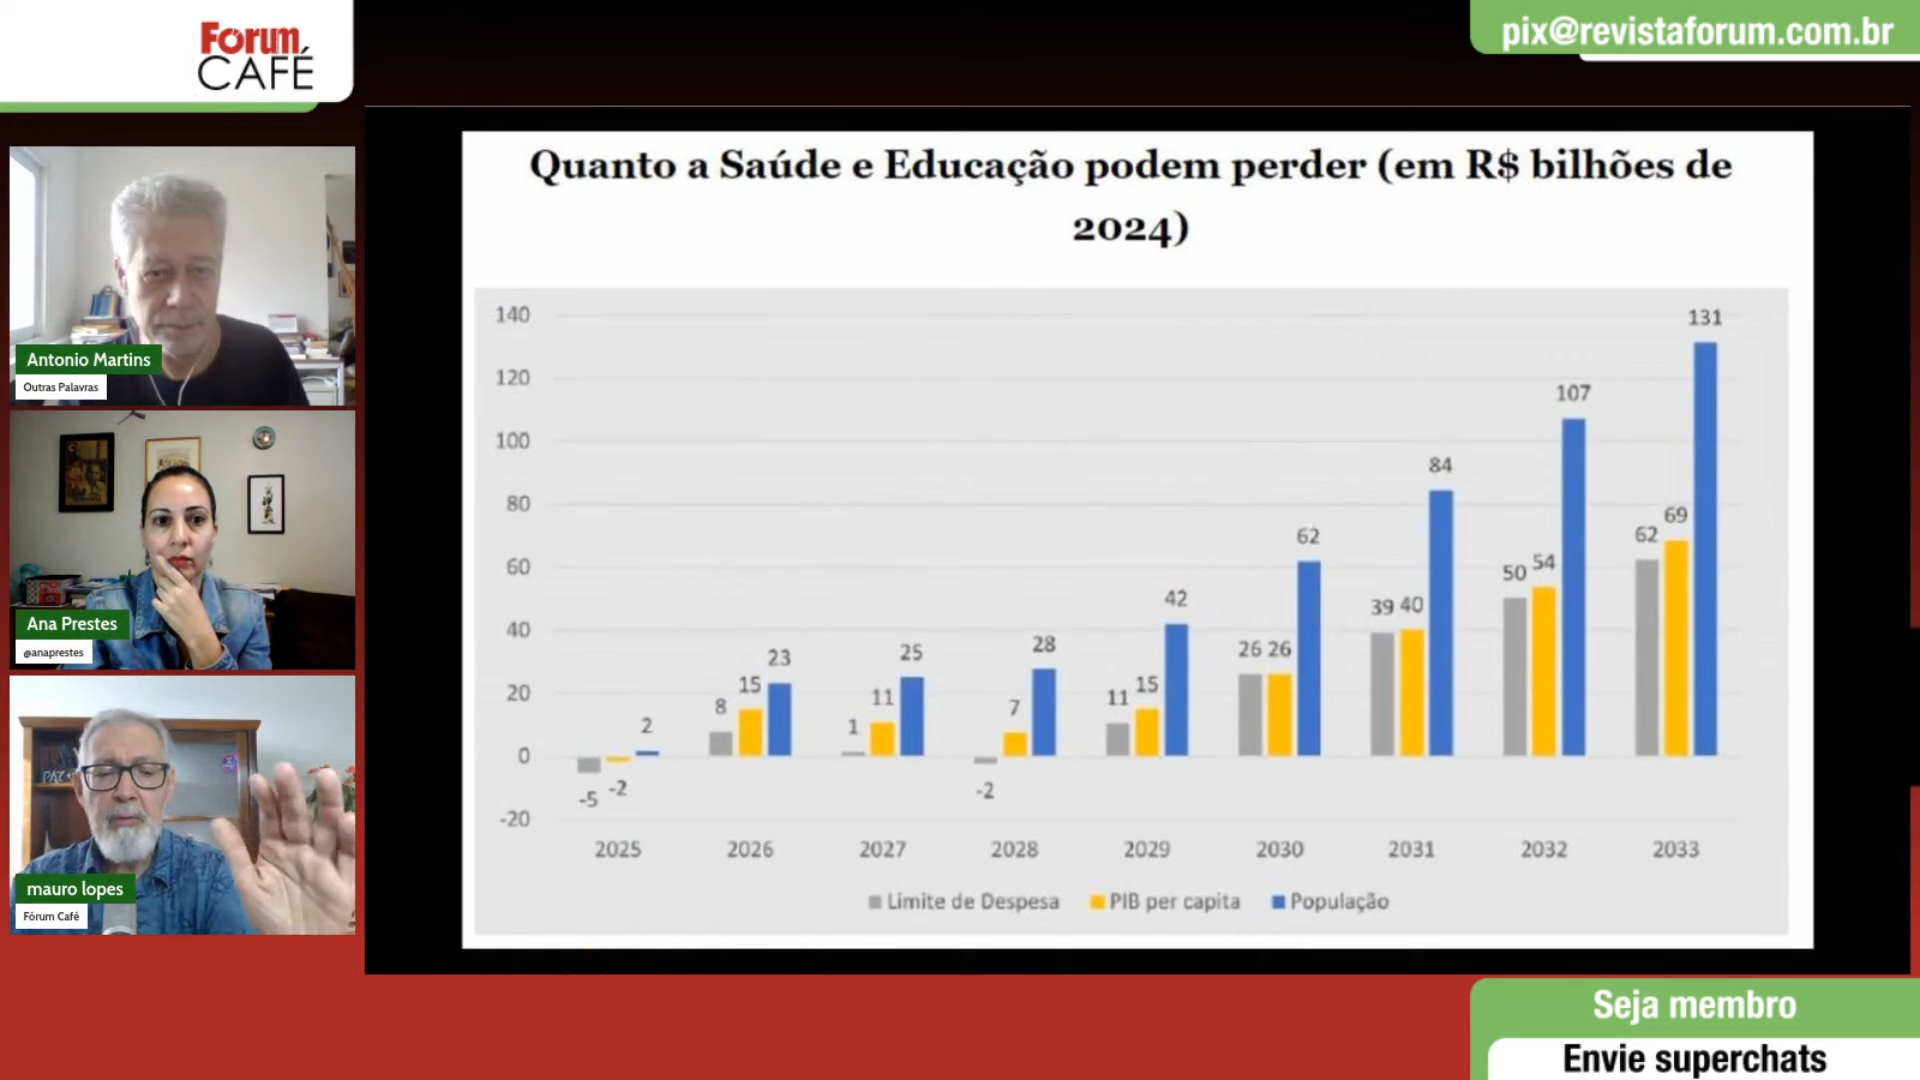 Forum
CAFÉ
pix@revistaforum.com.br
Antonio Martins
Outras Palavras
Ana Prestes
@anaprestes
mauro lopes
Fórum Café
Quanto a Saúde e Educação podem perder (em R$ bilhões de
2024)
140
120
100
80
60
40
20
0
-20
-5 -2 2
8 15 23
1 11 25
-2 7 28
11 15 42
26 26 62
39 40 84
50 54 107
62 69 131
2025 2026 2027 2028 2029 2030 2031 2032 2033
Limite de Despesa PIB per capita População
Seja membro
Envie superchats